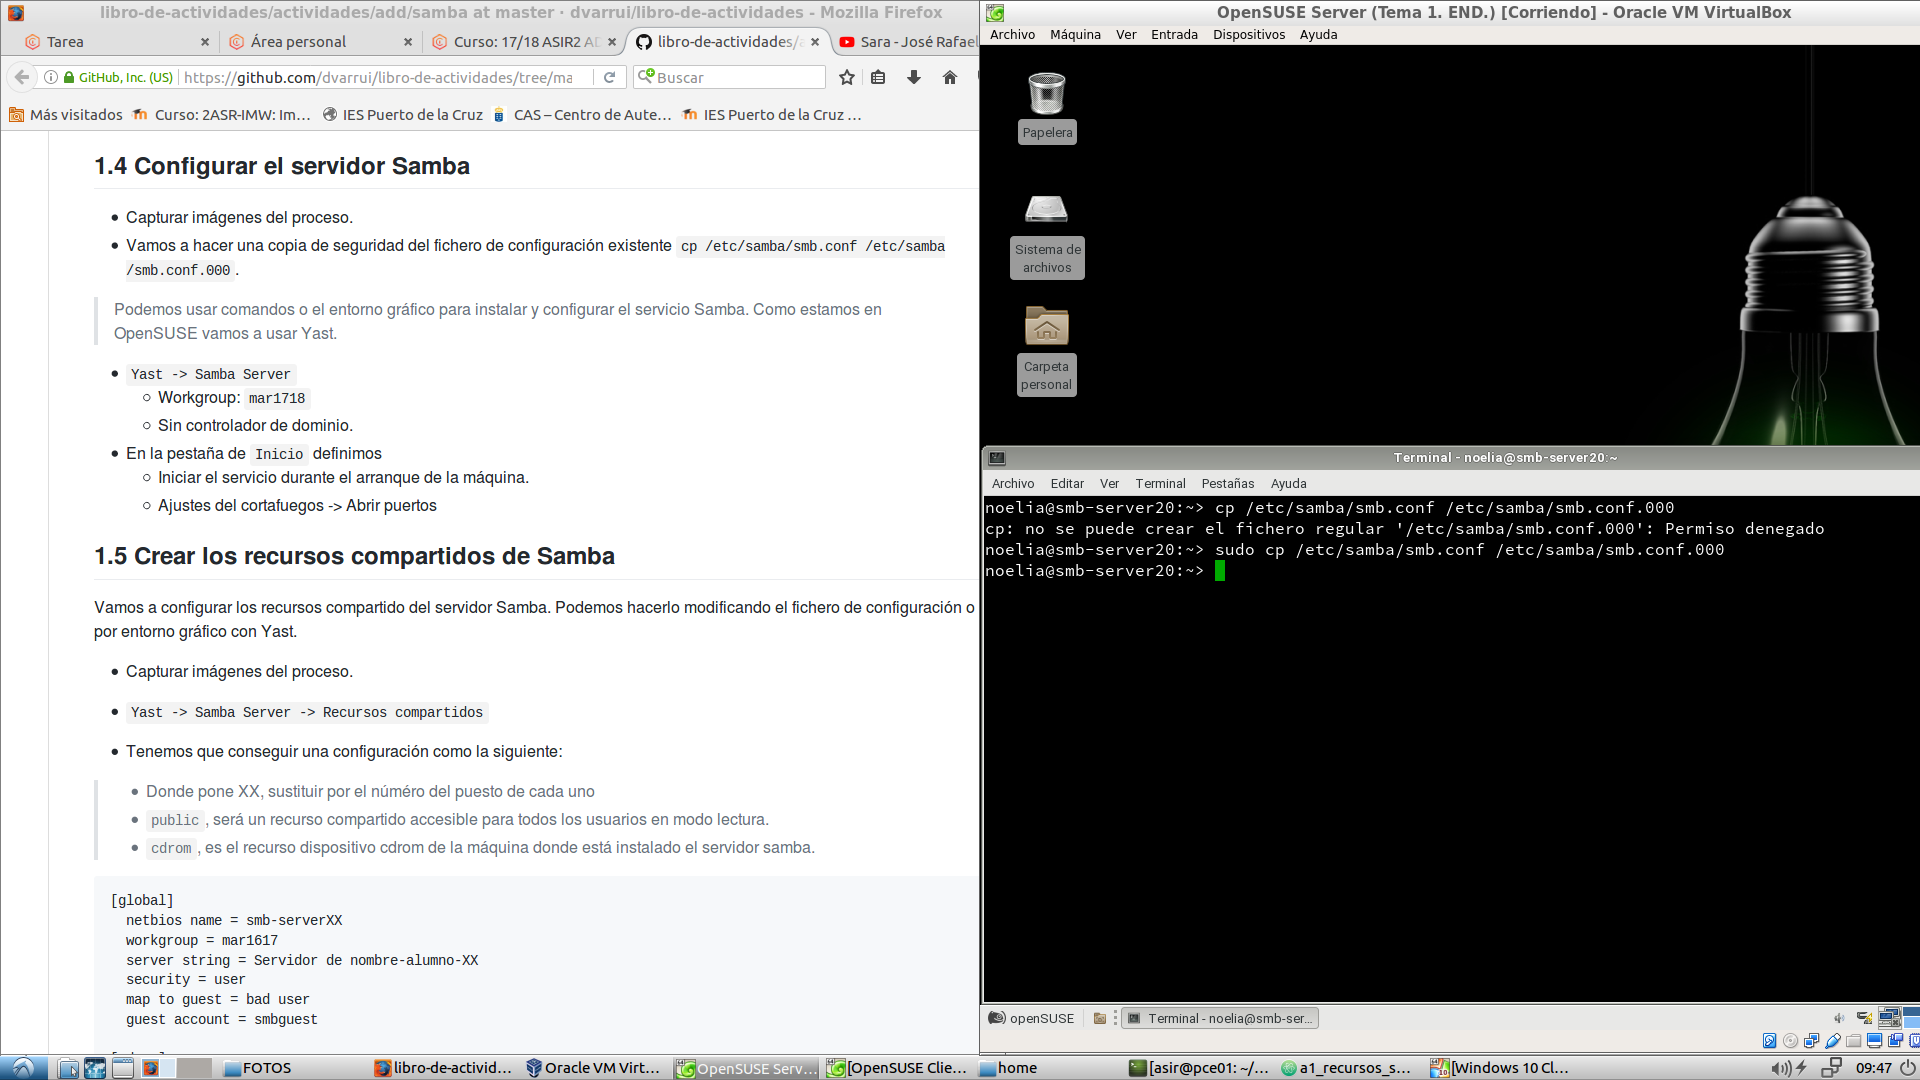 libro-de-actividades/actividades/add/samba at master · dvarrui/libro-de-actividades - Mozilla Firefox
Tarea
Área personal
Curso: 17/18 ASIR2 AD
libro-de-actividades/a
Sara - José Rafael
GitHub, Inc. (US)
https://github.com/dvarrui/libro-de-actividades/tree/ma
Buscar
Más visitados
Curso: 2ASR-IMW: Im...
IES Puerto de la Cruz
CAS – Centro de Aute...
IES Puerto de la Cruz ...
1.4 Configurar el servidor Samba
Capturar imágenes del proceso.
Vamos a hacer una copia de seguridad del fichero de configuración existente cp /etc/samba/smb.conf /etc/samba
/smb.conf.000 .
Podemos usar comandos o el entorno gráfico para instalar y configurar el servicio Samba. Como estamos en
OpenSUSE vamos a usar Yast.
Yast -> Samba Server
Workgroup: mar1718
Sin controlador de dominio.
En la pestaña de Inicio definimos
Iniciar el servicio durante el arranque de la máquina.
Ajustes del cortafuegos -> Abrir puertos
1.5 Crear los recursos compartidos de Samba
Vamos a configurar los recursos compartido del servidor Samba. Podemos hacerlo modificando el fichero de configuración o
por entorno gráfico con Yast.
Capturar imágenes del proceso.
Yast -> Samba Server -> Recursos compartidos
Tenemos que conseguir una configuración como la siguiente:
Donde pone XX, sustituir por el núméro del puesto de cada uno
public , será un recurso compartido accesible para todos los usuarios en modo lectura.
cdrom , es el recurso dispositivo cdrom de la máquina donde está instalado el servidor samba.
[global]
netbios name = smb-serverXX
workgroup = mar1617
server string = Servidor de nombre-alumno-XX
security = user
map to guest = bad user
guest account = smbguest
OpenSUSE Server (Tema 1. END.) [Corriendo] - Oracle VM VirtualBox
Archivo Máquina Ver Entrada Dispositivos Ayuda
Papelera
Sistema de
archivos
Carpeta
personal
Terminal - noelia@smb-server20:~
Archivo Editar Ver Terminal Pestañas Ayuda
noelia@smb-server20:~> cp /etc/samba/smb.conf /etc/samba/smb.conf.000
cp: no se puede crear el fichero regular '/etc/samba/smb.conf.000': Permiso denegado
noelia@smb-server20:~> sudo cp /etc/samba/smb.conf /etc/samba/smb.conf.000
noelia@smb-server20:~>
openSUSE
Terminal - noelia@smb-ser...
FOTOS
libro-de-activid...
Oracle VM Virt...
OpenSUSE Serv...
[OpenSUSE Clie...
home
[asir@pce01: ~/...
a1_recursos_s...
[Windows 10 Cl...
09:47